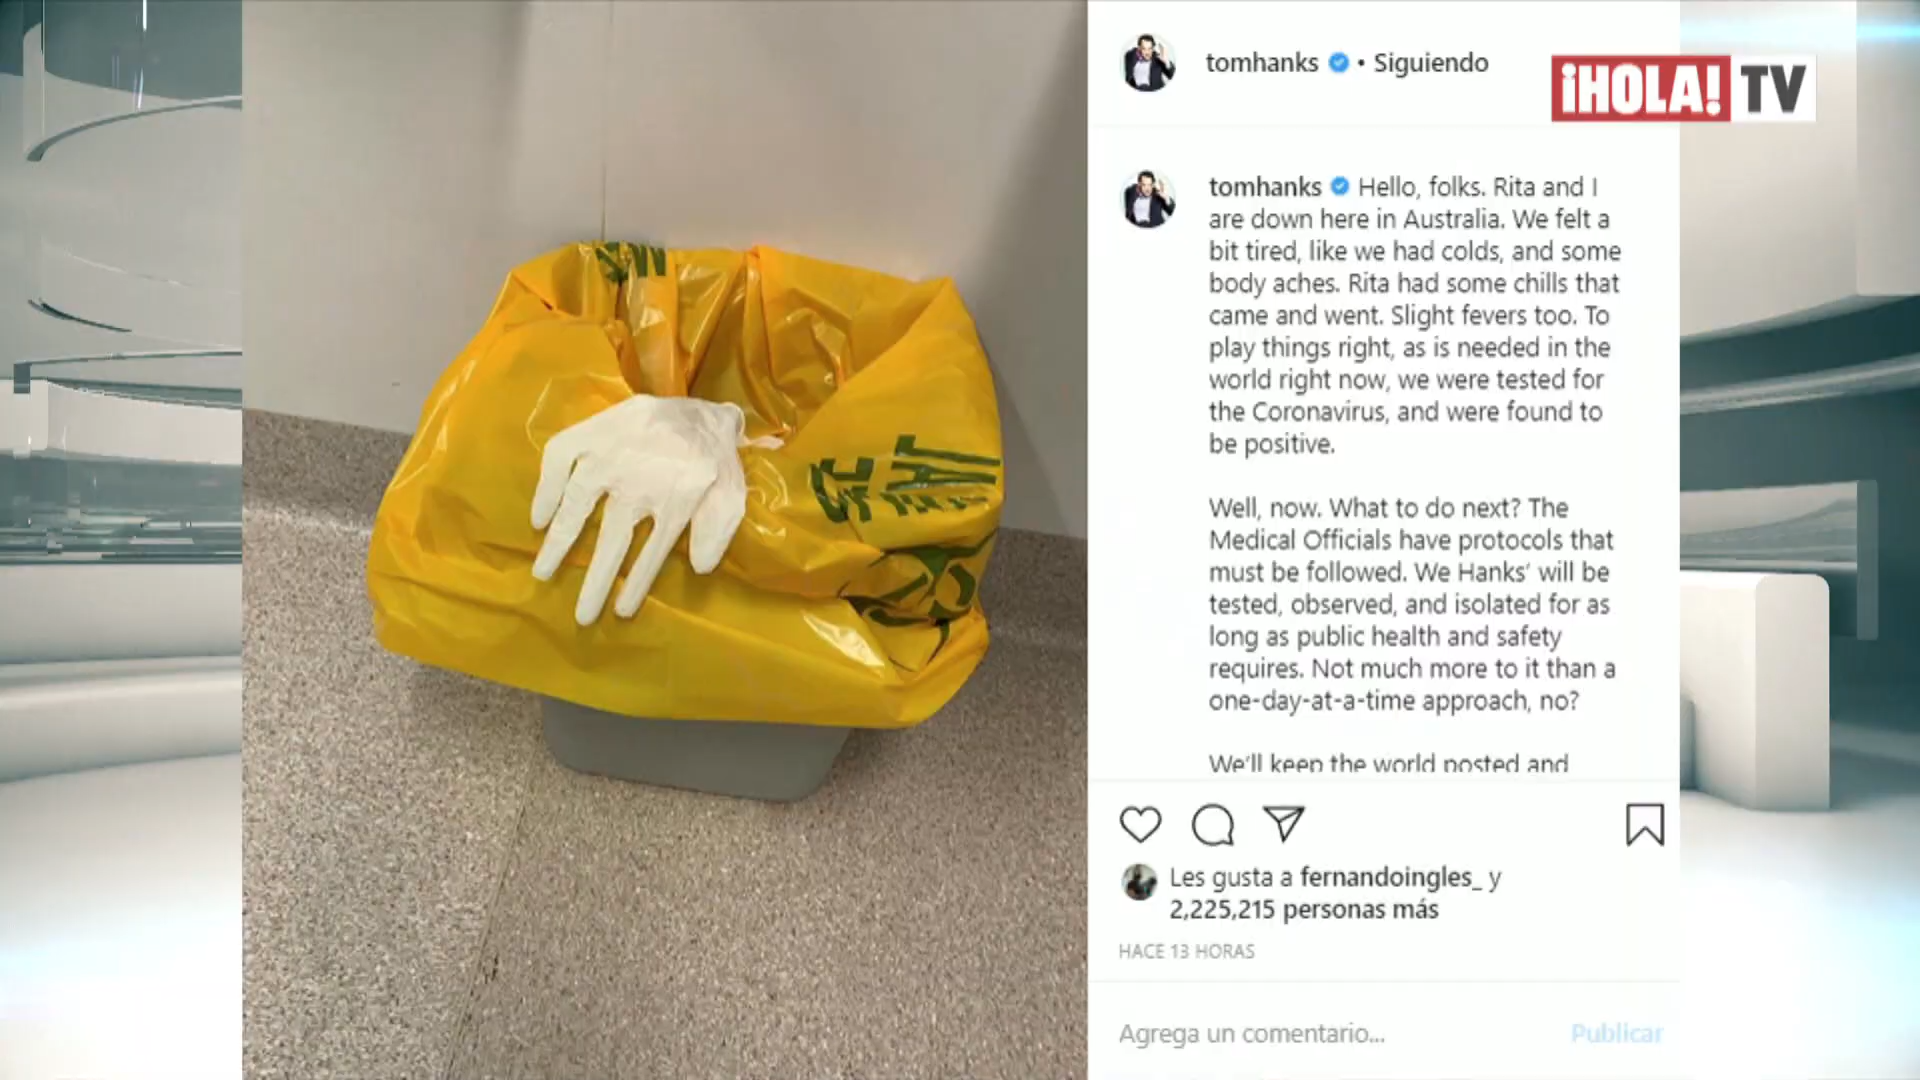 tomhanks • Siguiendo
¡HOLA! TV
tomhanks Hello, folks. Rita and I
are down here in Australia. We felt a
bit tired, like we had colds, and some
body aches. Rita had some chills that
came and went. Slight fevers too. To
play things right, as is needed in the
world right now, we were tested for
the Coronavirus, and were found to
be positive.
Well, now. What to do next? The
Medical Officials have protocols that
must be followed. We Hanks' will be
tested, observed, and isolated for as
long as public health and safety
requires. Not much more to it than a
one-day-at-a-time approach, no?
We'll keep the world posted and
Les gusta a fernandoingles_ y
2,225,215 personas más
HACE 13 HORAS
Agrega un comentario...
Publicar